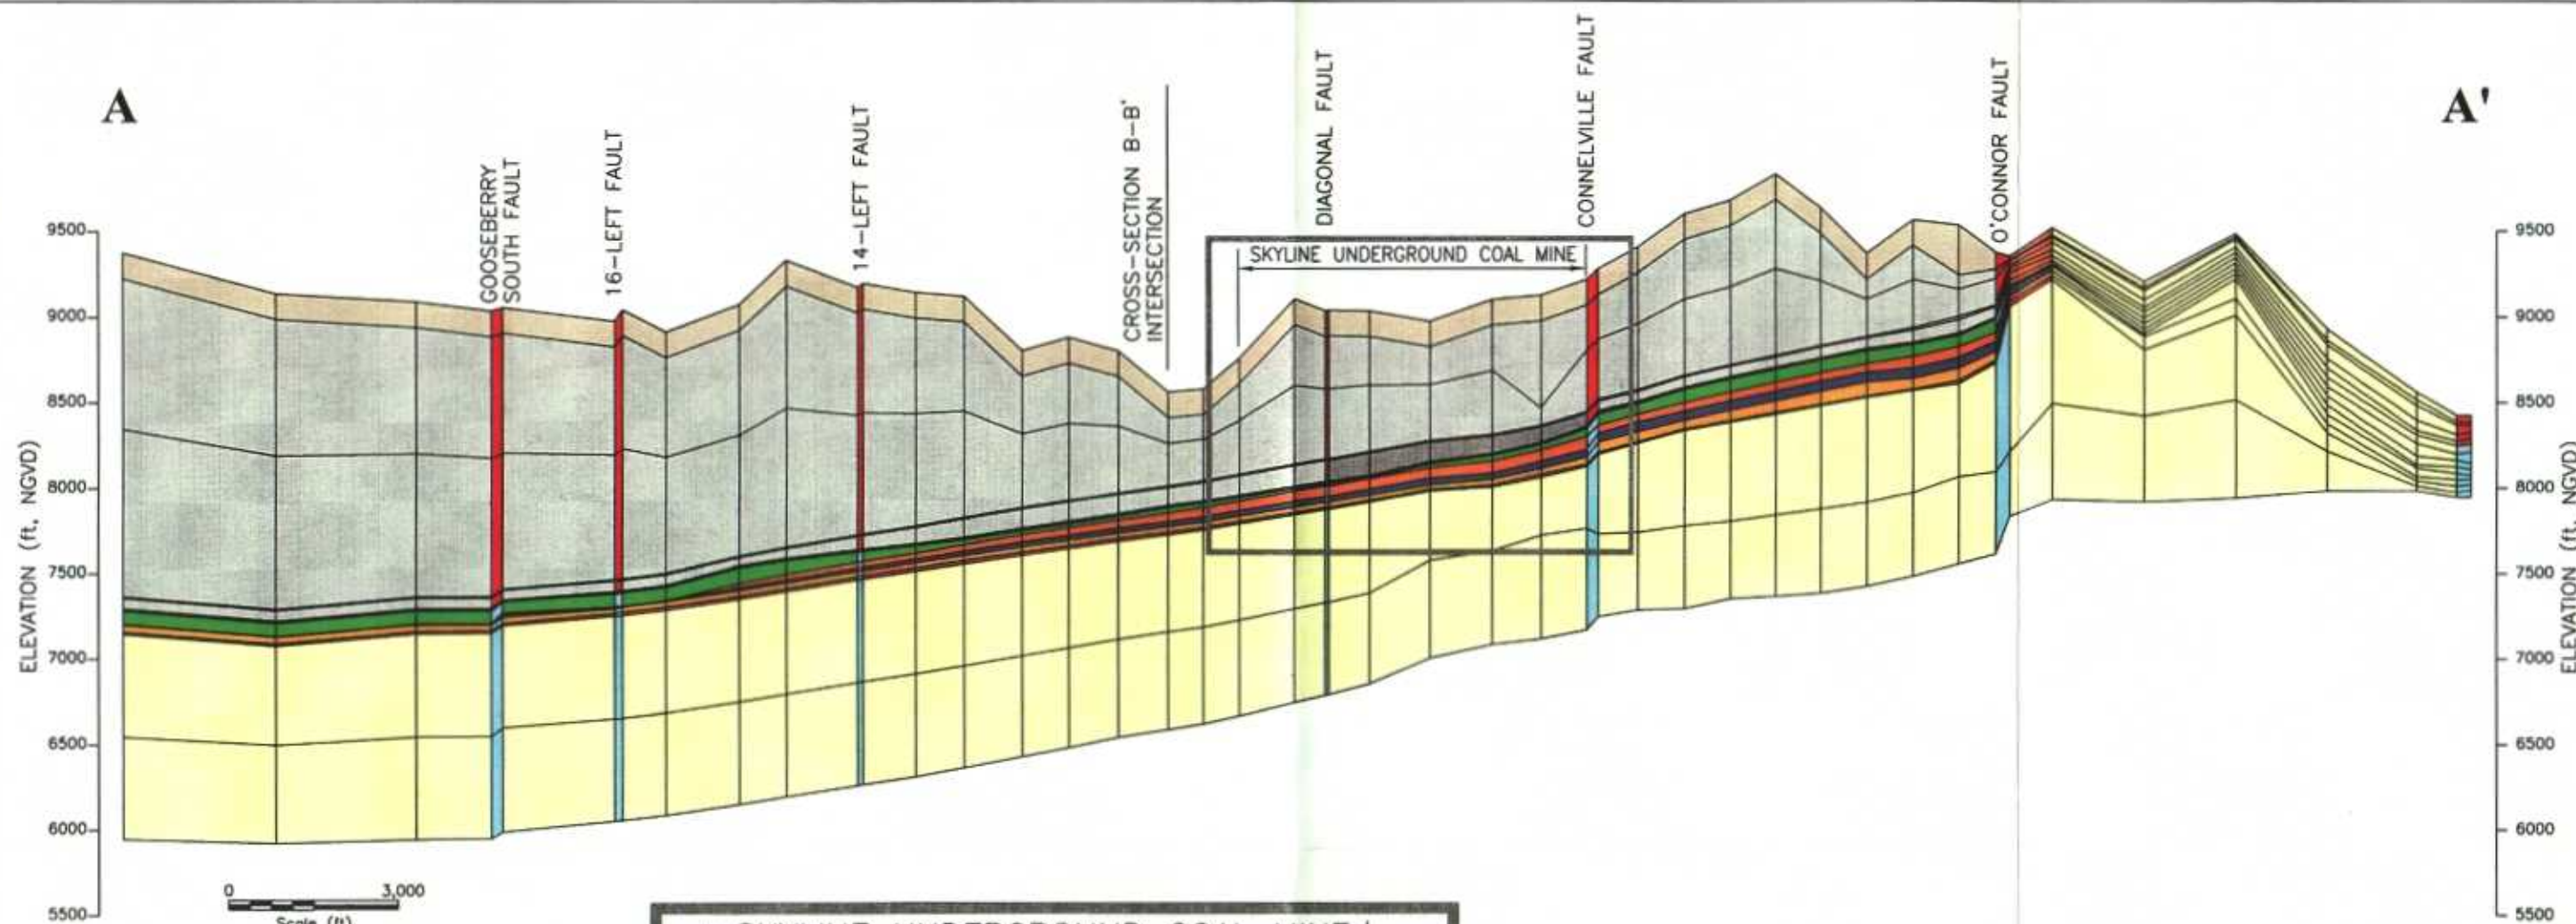 A
A'
GOOSEBERRY
SOUTH FAULT
16-LEFT FAULT
14-LEFT FAULT
CROSS-SECTION B-B'
INTERSECTION
DIAGONAL FAULT
CONNELVILLE FAULT
O'CONNOR FAULT
SKYLINE UNDERGROUND COAL MINE
ELEVATION (ft, NGVD)
9500
9000
8500
8000
7500
7000
6500
6000
5500
9500
9000
8500
8000
7500
7000
6500
6000
5500
ELEVATION (ft, NGVD)
0 3,000
Scale (ft)